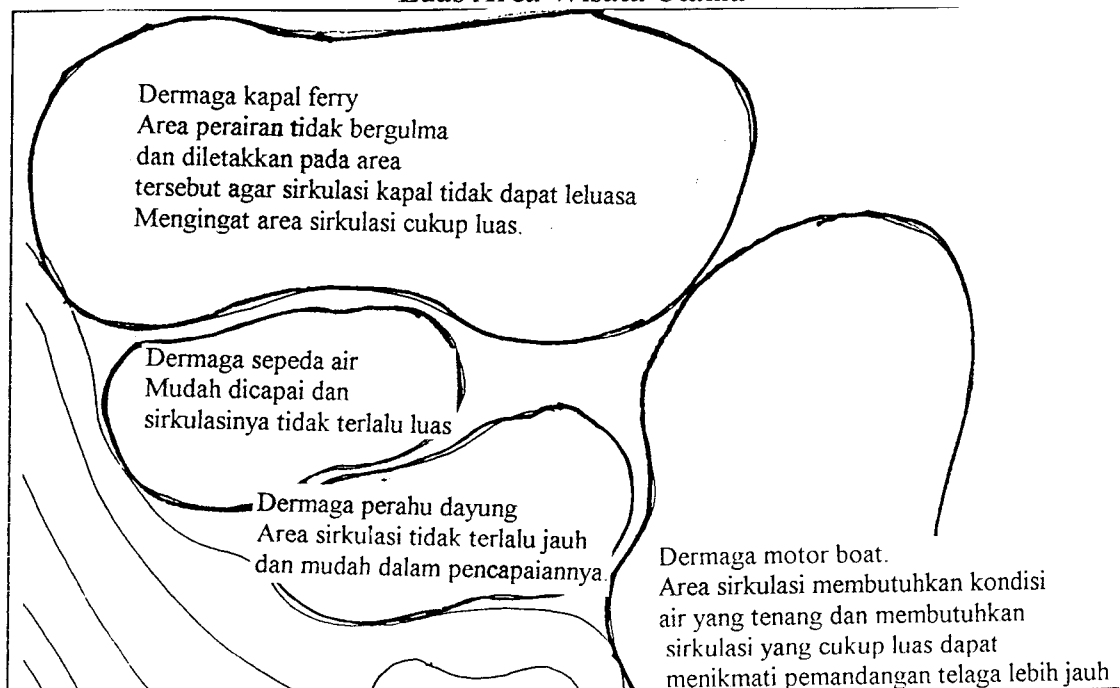 Dermaga kapal ferry
Area perairan tidak bergulma
dan diletakkan pada area
tersebut agar sirkulasi kapal tidak dapat leluasa
Mengingat area sirkulasi cukup luas.
Dermaga sepeda air
Mudah dicapai dan
sirkulasinya tidak terlalu luas
Dermaga perahu dayung
Area sirkulasi tidak terlalu jauh
dan mudah dalam pencapaiannya.
Dermaga motor boat.
Area sirkulasi membutuhkan kondisi
air yang tenang dan membutuhkan
sirkulasi yang cukup luas dapat
menikmati pemandangan telaga lebih jauh